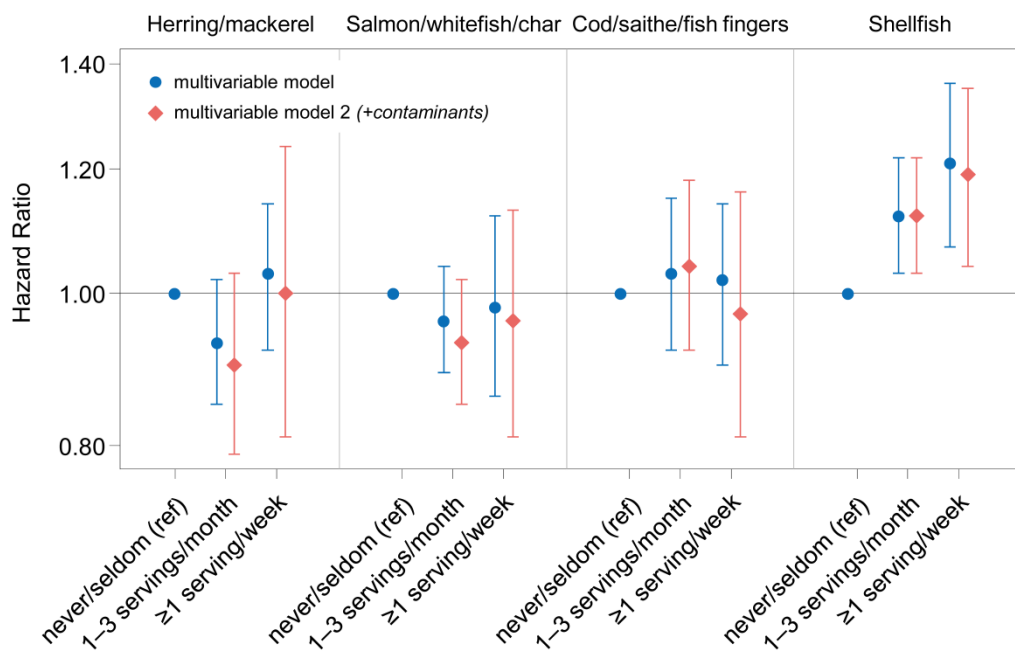 Herring/mackerel Salmon/whitefish/char Cod/saithe/fish fingers Shellfish
1.40
multivariable model
multivariable model 2 (+contaminants)
1.20
Hazard Ratio
1.00
0.80
never/seldom (ref)
1–3 servings/month
≥1 serving/week
never/seldom (ref)
1–3 servings/month
≥1 serving/week
never/seldom (ref)
1–3 servings/month
≥1 serving/week
never/seldom (ref)
1–3 servings/month
≥1 serving/week